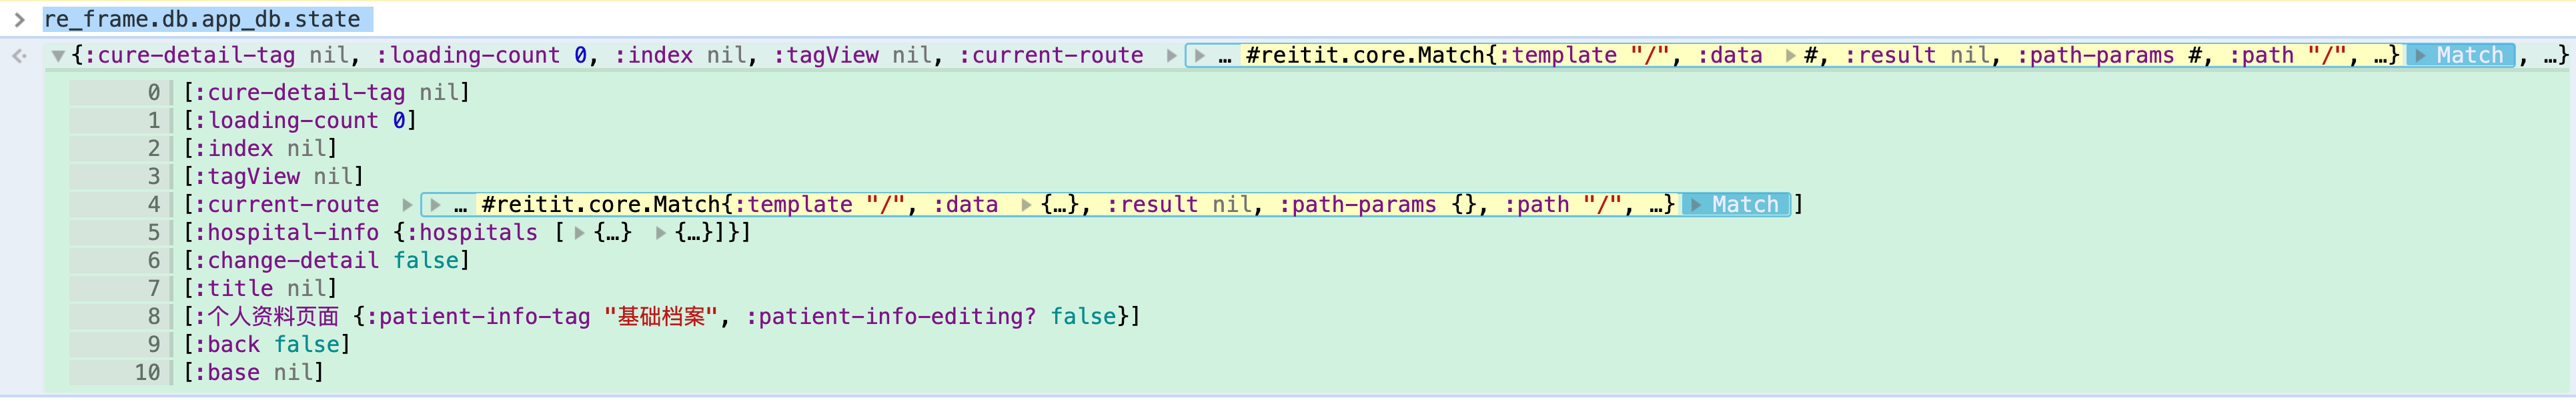 re_frame.db.app_db.state
{:cure-detail-tag nil, :loading-count 0, :index nil, :tagView nil, :current-route … #reitit.core.Match{:template "/", :data #, :result nil, :path-params #, :path "/", …} Match , …}
0 [:cure-detail-tag nil]
1 [:loading-count 0]
2 [:index nil]
3 [:tagView nil]
4 [:current-route … #reitit.core.Match{:template "/", :data {…}, :result nil, :path-params {}, :path "/", …} Match ]
5 [:hospital-info {:hospitals [ {…} {…}]}]
6 [:change-detail false]
7 [:title nil]
8 [:个人资料页面 {:patient-info-tag "基础档案", :patient-info-editing? false}]
9 [:back false]
10 [:base nil]